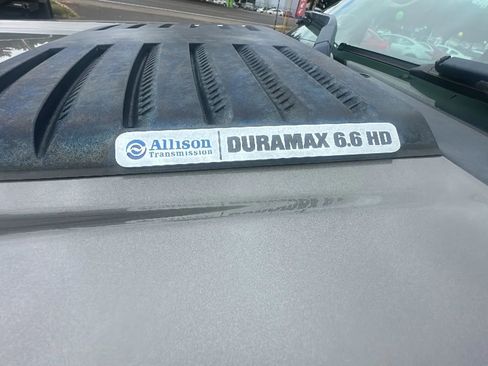 Allison
Transmission
DURAMAX 6.6 HD